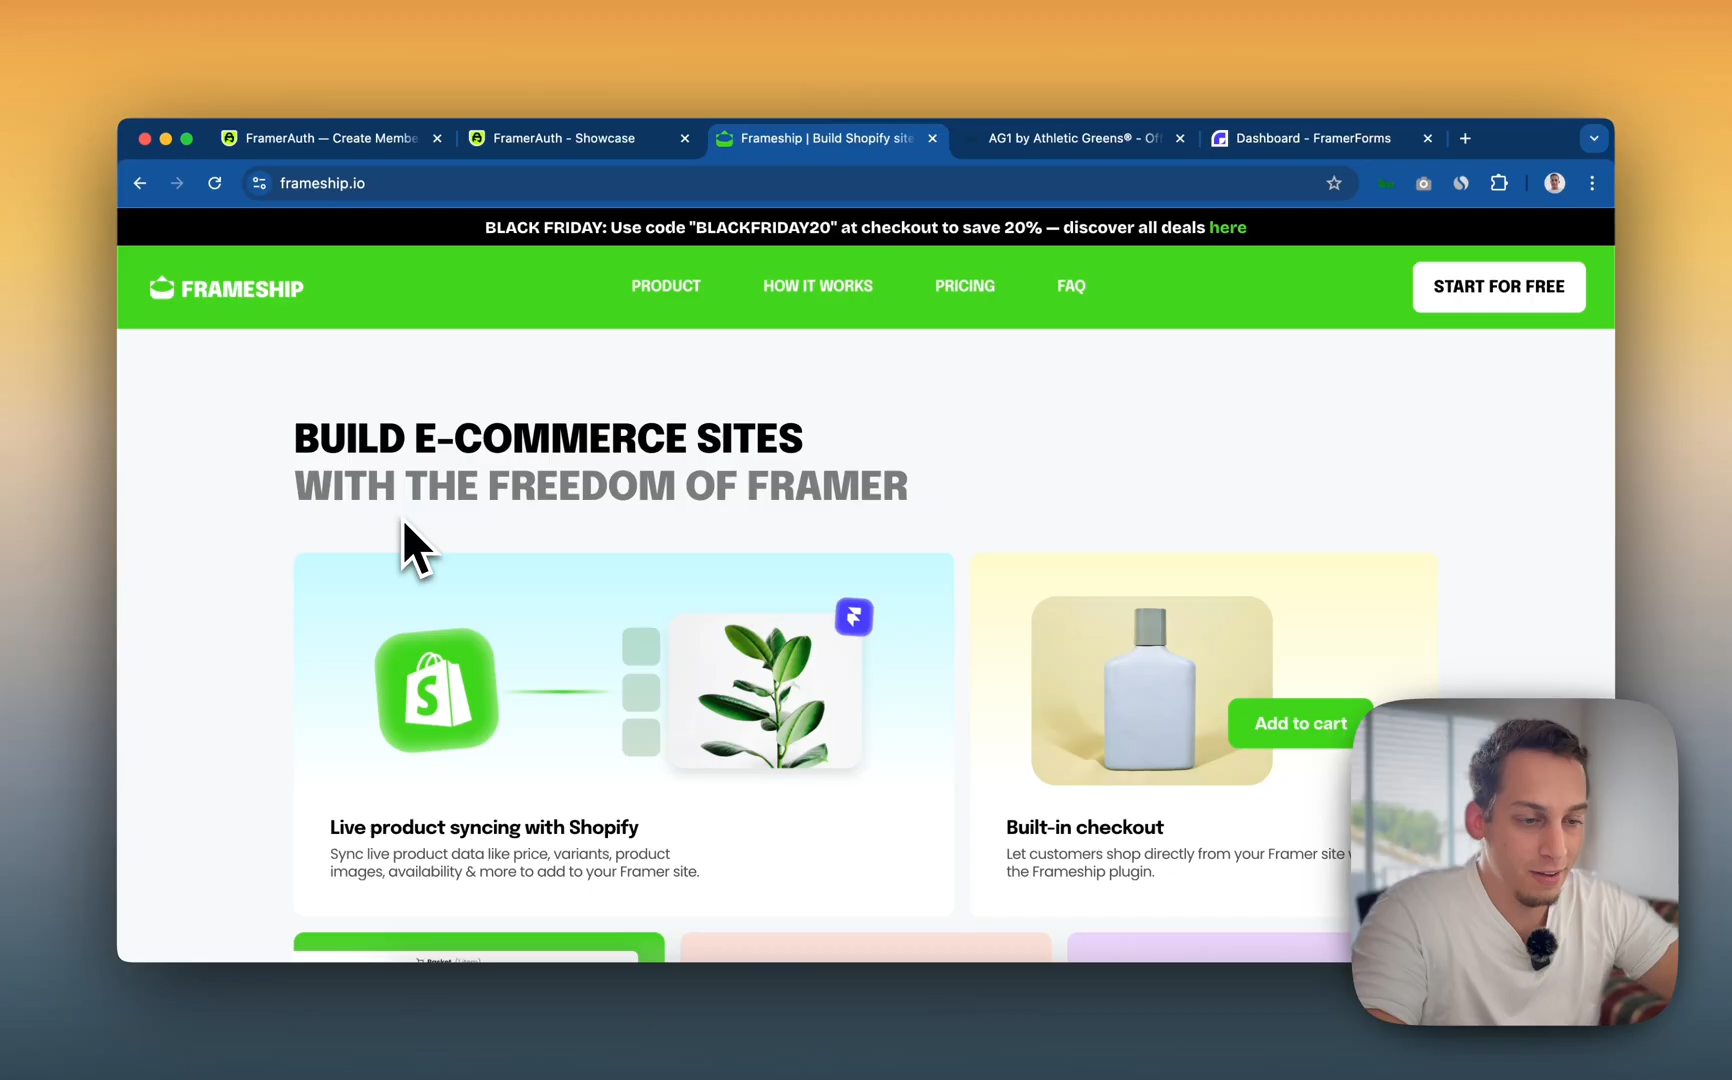 FramerAuth — Create Membe
FramerAuth - Showcase
Frameship | Build Shopify site
AG1 by Athletic Greens® - Of
Dashboard - FramerForms
frameship.io
BLACK FRIDAY: Use code "BLACKFRIDAY20" at checkout to save 20% — discover all deals here
FRAMESHIP
PRODUCT
HOW IT WORKS
PRICING
FAQ
START FOR FREE
BUILD E-COMMERCE SITES
WITH THE FREEDOM OF FRAMER
Add to cart
Live product syncing with Shopify
Sync live product data like price, variants, product
images, availability & more to add to your Framer site.
Built-in checkout
Let customers shop directly from your Framer site
the Frameship plugin.